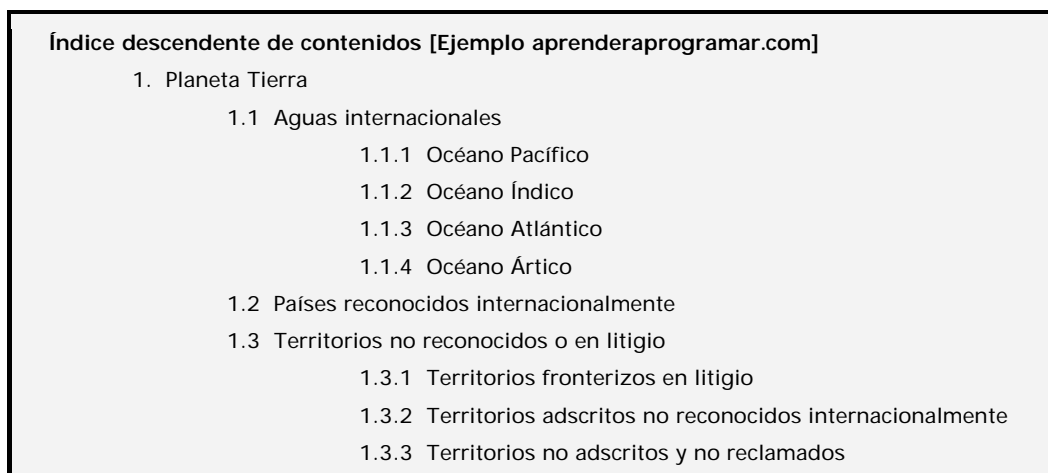 Índice descendente de contenidos [Ejemplo aprenderaprogramar.com]
1. Planeta Tierra
1.1 Aguas internacionales
1.1.1 Océano Pacífico
1.1.2 Océano Índico
1.1.3 Océano Atlántico
1.1.4 Océano Ártico
1.2 Países reconocidos internacionalmente
1.3 Territorios no reconocidos o en litigio
1.3.1 Territorios fronterizos en litigio
1.3.2 Territorios adscritos no reconocidos internacionalmente
1.3.3 Territorios no adscritos y no reclamados